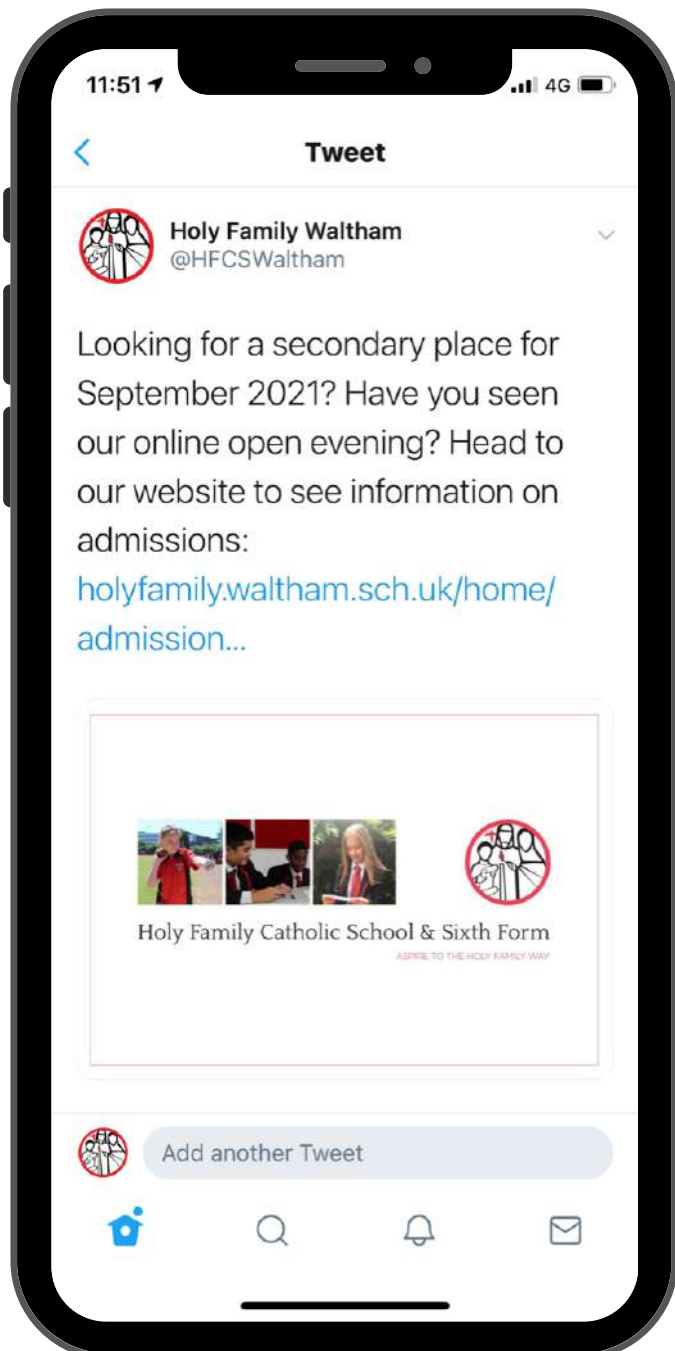 11:51
4G
Tweet
Holy Family Waltham
@HFCSWaltham
Looking for a secondary place for
September 2021? Have you seen
our online open evening? Head to
our website to see information on
admissions:
holyfamily.waltham.sch.uk/home/
admission...
Holy Family Catholic School & Sixth Form
ASPIRE TO THE HOLY FAMILY WAY
Add another Tweet